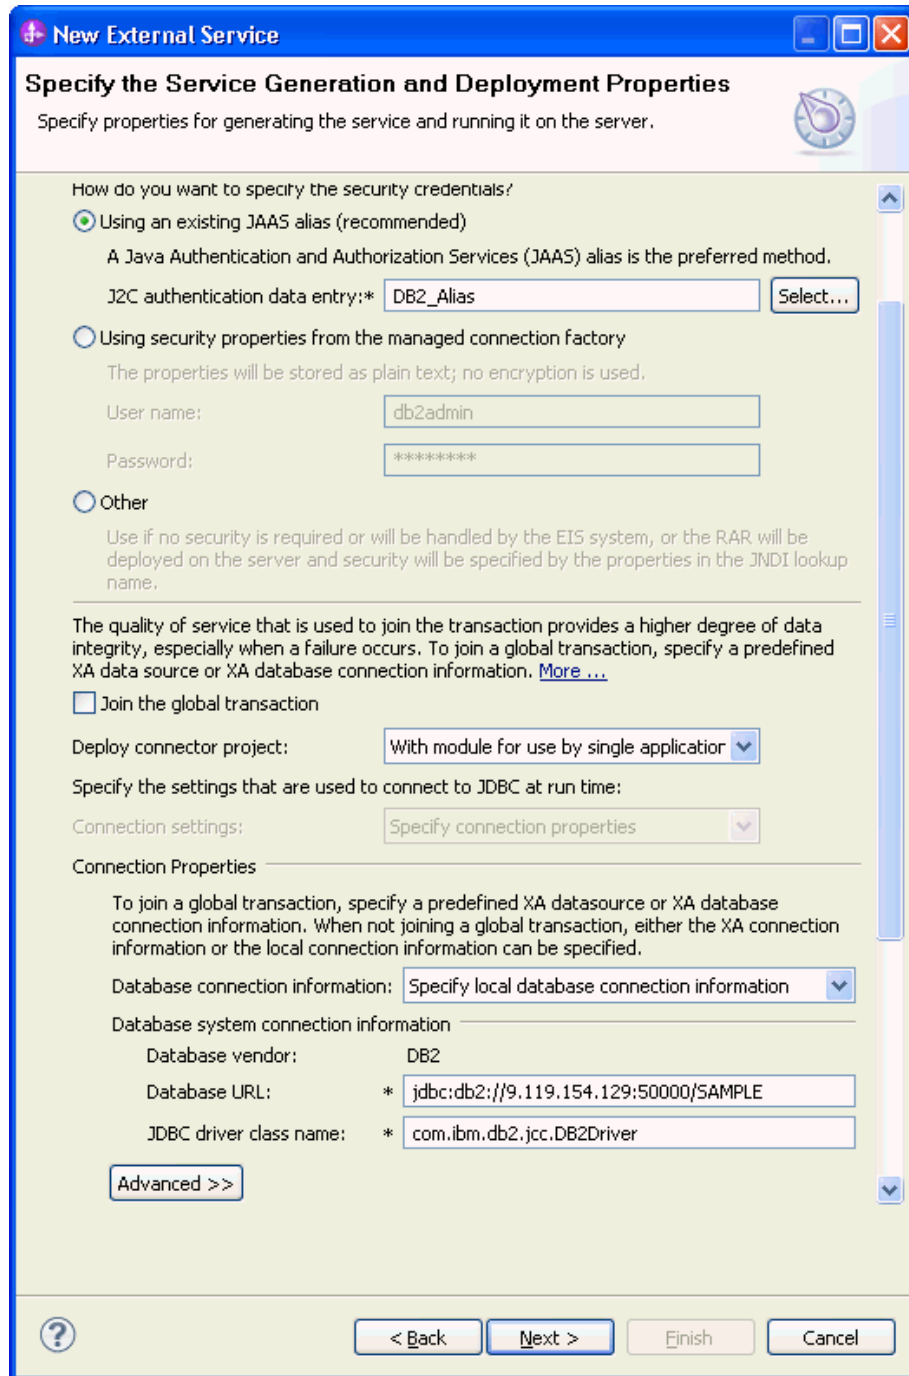 New External Service
Specify the Service Generation and Deployment Properties
Specify properties for generating the service and running it on the server.
How do you want to specify the security credentials?
Using an existing JAAS alias (recommended)
A Java Authentication and Authorization Services (JAAS) alias is the preferred method.
J2C authentication data entry:* DB2_Alias Select...
Using security properties from the managed connection factory
The properties will be stored as plain text; no encryption is used.
User name: db2admin
Password: ********
Other
Use if no security is required or will be handled by the EIS system, or the RAR will be
deployed on the server and security will be specified by the properties in the JNDI lookup
name.
The quality of service that is used to join the transaction provides a higher degree of data
integrity, especially when a failure occurs. To join a global transaction, specify a predefined
XA data source or XA database connection information. More ...
Join the global transaction
Deploy connector project: With module for use by single application
Specify the settings that are used to connect to JDBC at run time:
Connection settings: Specify connection properties
Connection Properties
To join a global transaction, specify a predefined XA datasource or XA database
connection information. When not joining a global transaction, either the XA connection
information or the local connection information can be specified.
Database connection information: Specify local database connection information
Database system connection information
Database vendor: DB2
Database URL: * jdbc:db2://9.119.154.129:50000/SAMPLE
JDBC driver class name: * com.ibm.db2.jcc.DB2Driver
Advanced >>
? < Back Next > Finish Cancel